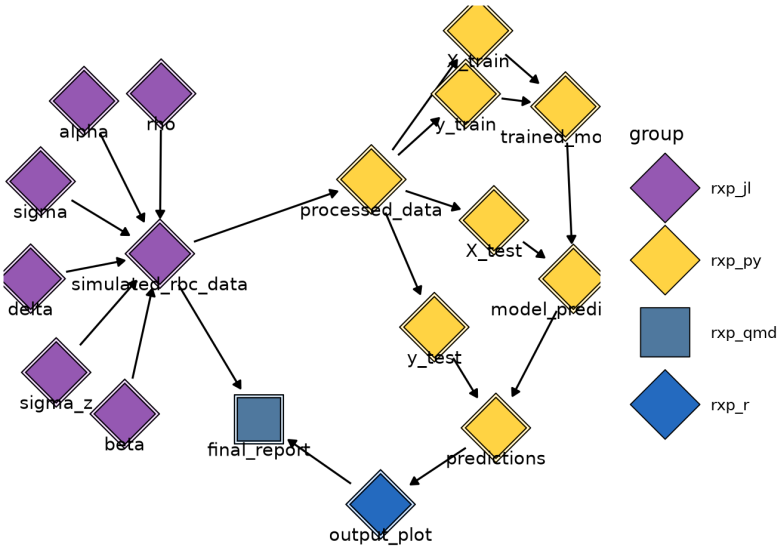 X_train
alpha
rho
y_train
trained_mo
group
rxp_jl
sigma
processed_data
X_test
rxp_py
simulated_rbc_data
delta
model_predi
rxp_qmd
y_test
sigma_z
beta
rxp_r
final_report
predictions
output_plot